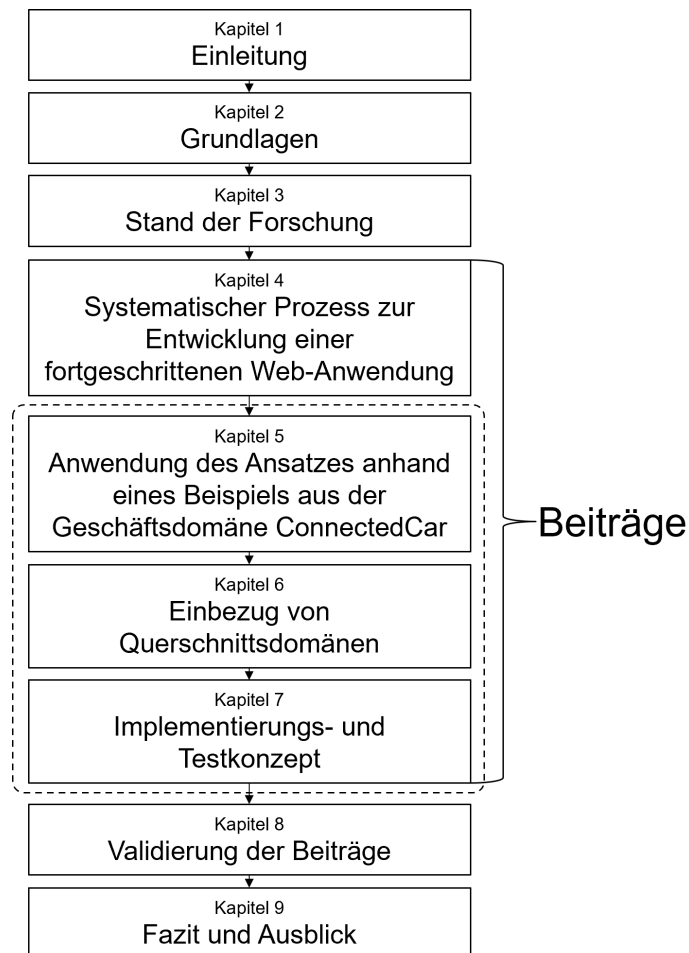 Kapitel 1
Einleitung
Kapitel 2
Grundlagen
Kapitel 3
Stand der Forschung
Kapitel 4
Systematischer Prozess zur
Entwicklung einer
fortgeschrittenen Web-Anwendung
Kapitel 5
Anwendung des Ansatzes anhand
eines Beispiels aus der
Geschäftsdomäne ConnectedCar
Kapitel 6
Einbezug von
Querschnittsdomänen
Kapitel 7
Implementierungs- und
Testkonzept
Beiträge
Kapitel 8
Validierung der Beiträge
Kapitel 9
Fazit und Ausblick